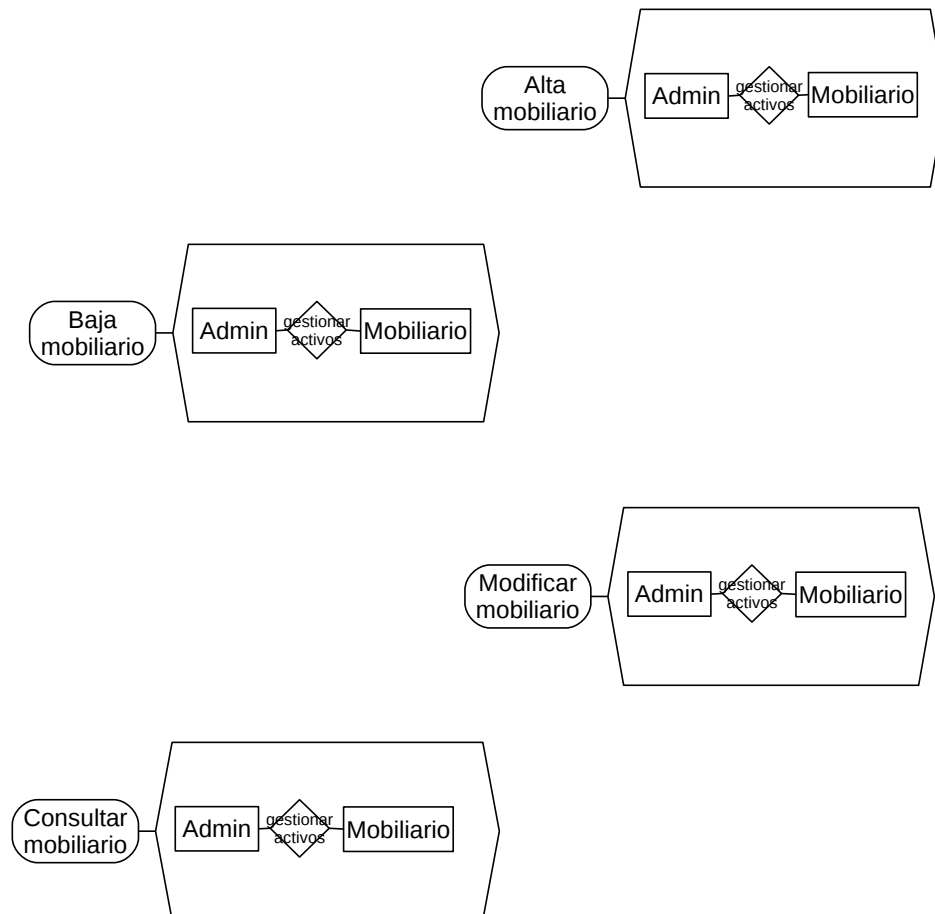 Alta
mobiliario
Admin
gestionar
activos
Mobiliario
Baja
mobiliario
Admin
gestionar
activos
Mobiliario
Modificar
mobiliario
Admin
gestionar
activos
Mobiliario
Consultar
mobiliario
Admin
gestionar
activos
Mobiliario